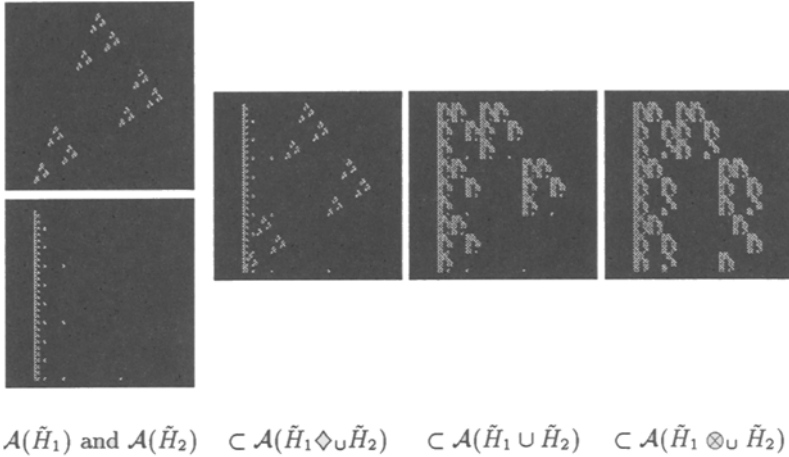 𝒜(H̃₁) and 𝒜(H̃₂) ⊂ 𝒜(H̃₁ ◇∪ H̃₂) ⊂ 𝒜(H̃₁ ∪ H̃₂) ⊂ 𝒜(H̃₁ ⊗∪ H̃₂)